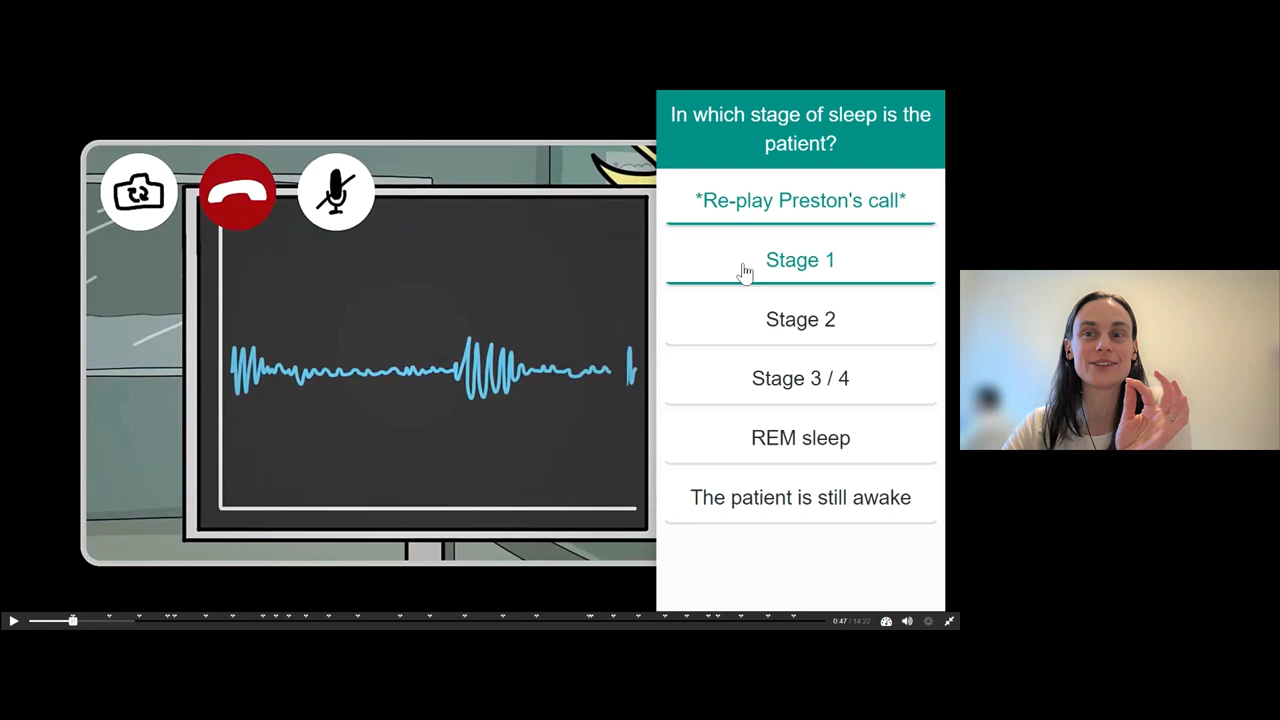 In which stage of sleep is the
patient?
*Re-play Preston's call*
Stage 1
Stage 2
Stage 3 / 4
REM sleep
The patient is still awake
0:47 / 14:22